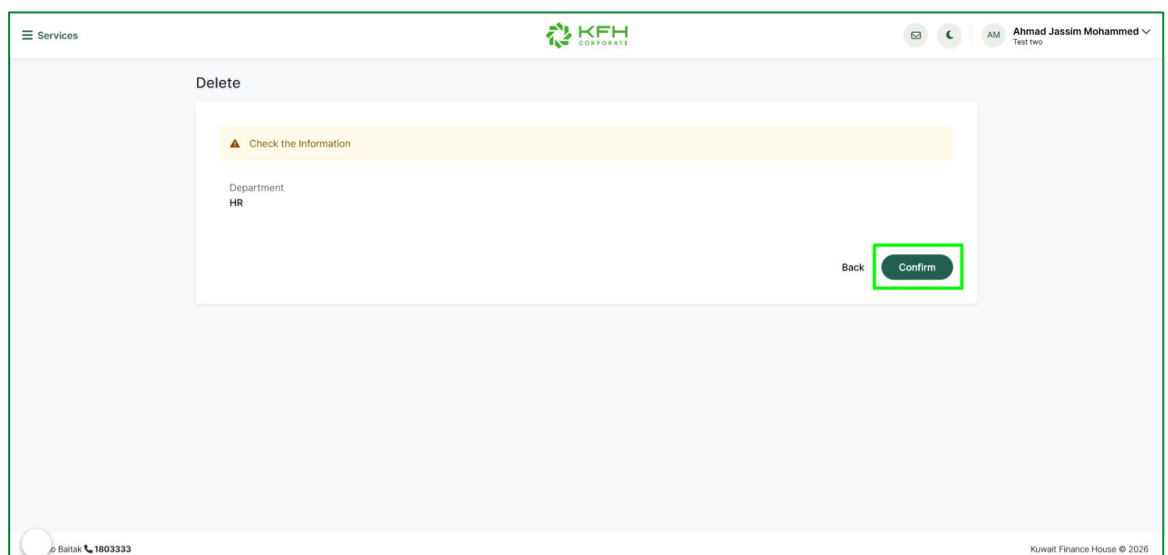 Services
KFH
CORPORATE
AM
Ahmad Jassim Mohammed
Test two
Delete
Check the Information
Department
HR
Back
Confirm
Baitak 1803333
Kuwait Finance House © 2026